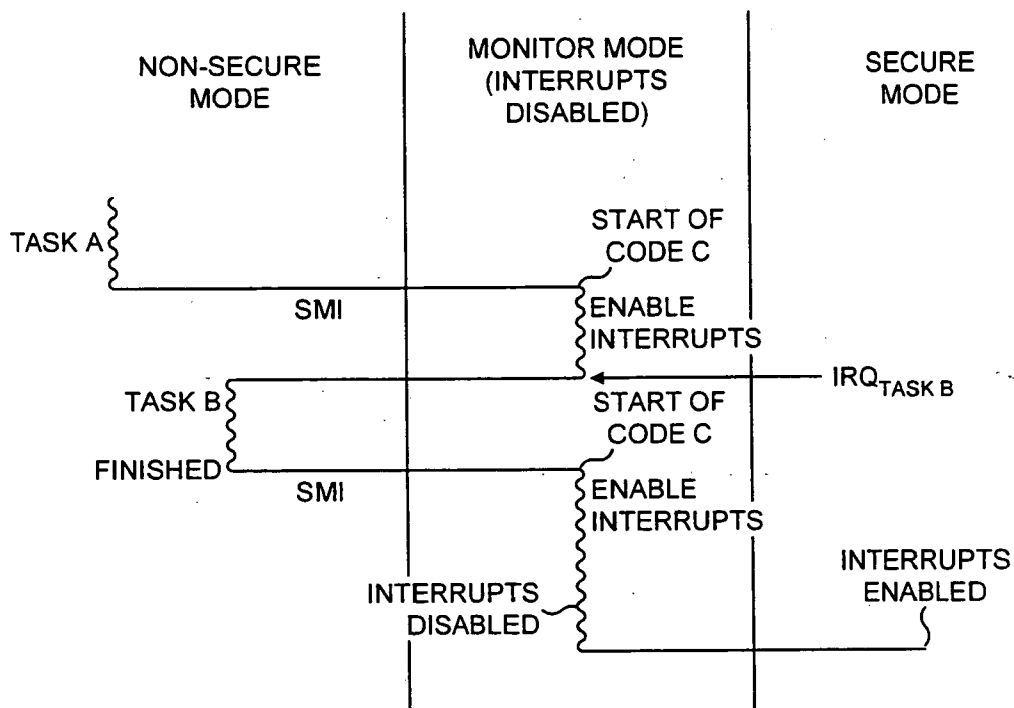 NON-SECURE
MODE
MONITOR MODE
(INTERRUPTS
DISABLED)
SECURE
MODE
TASK A
START OF
CODE C
SMI
ENABLE
INTERRUPTS
IRQTASK B
TASK B
START OF
CODE C
FINISHED
SMI
ENABLE
INTERRUPTS
INTERRUPTS
DISABLED
INTERRUPTS
ENABLED